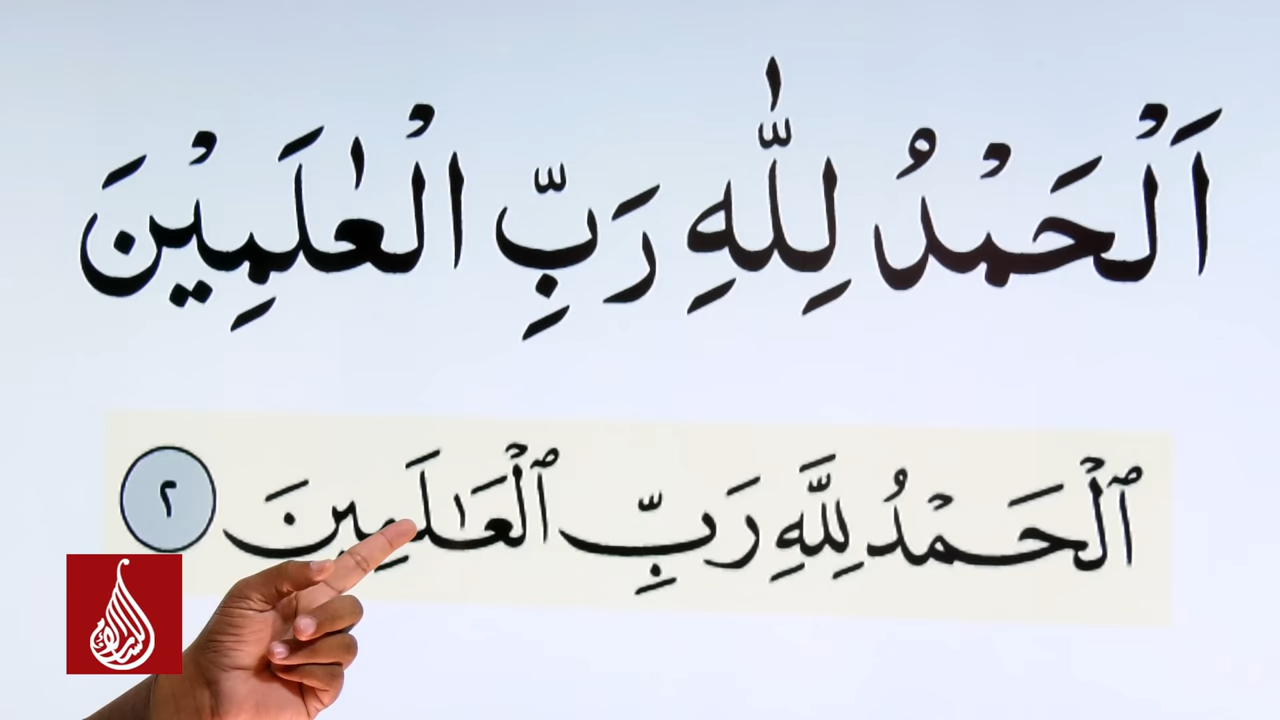 اَلْحَمْدُ لِلّٰهِ رَبِّ الْعٰلَمِيْنَ
ٱلْحَمْدُ لِلَّهِ رَبِّ ٱلْعَـٰلَمِينَ ٢